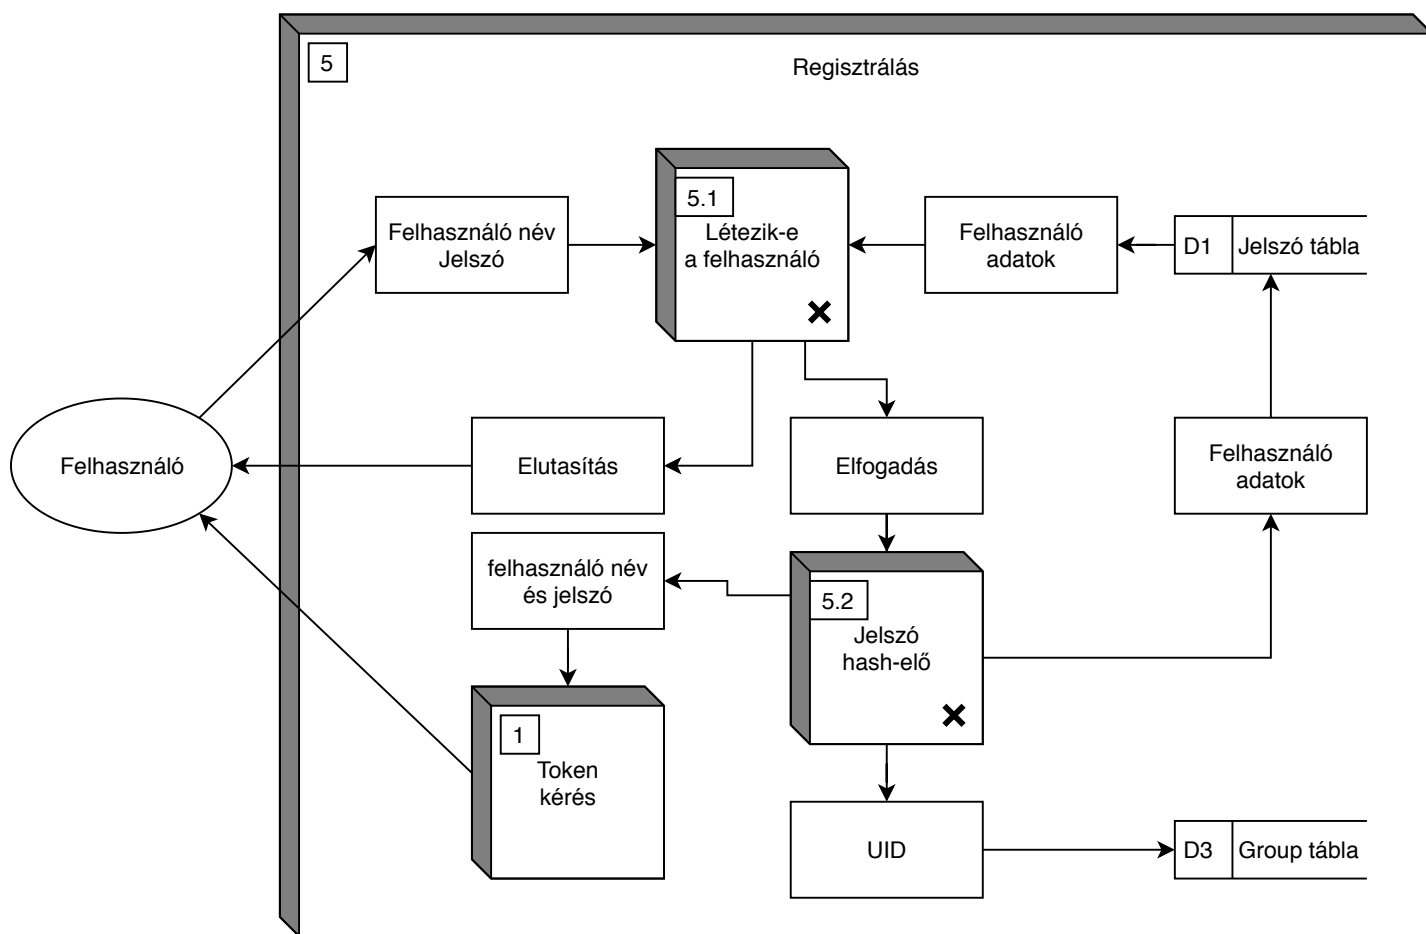 5
Regisztrálás
5.1
Létezik-e
a felhasználó
Felhasználó név
Jelszó
Felhasználó
adatok
D1
Jelszó tábla
Felhasználó
Elutasítás
Elfogadás
Felhasználó
adatok
felhasználó név
és jelszó
5.2
Jelszó
hash-elő
1
Token
kérés
UID
D3
Group tábla